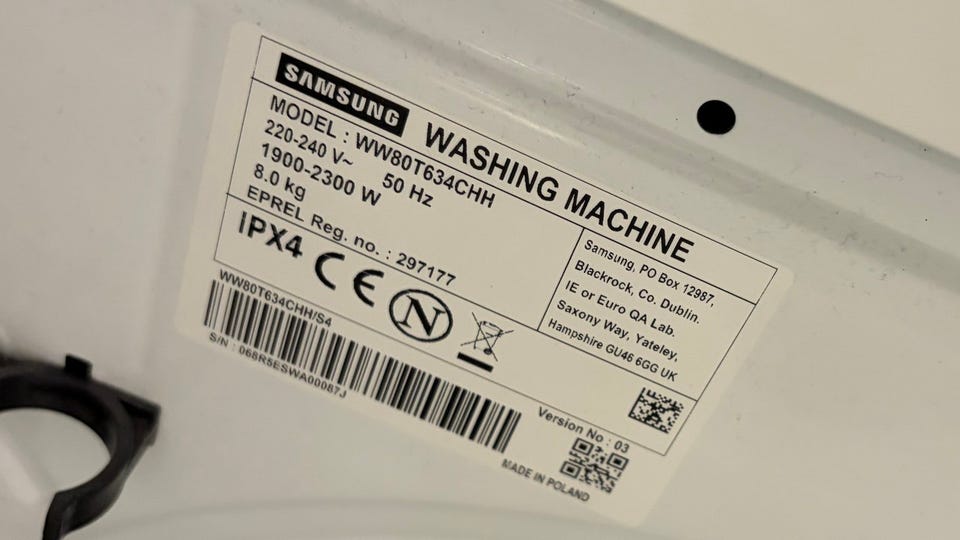 SAMSUNG WASHING MACHINE
MODEL : WW80T634CHH
220-240 V~ 50 Hz
1900-2300 W
8.0 kg
EPREL Reg. no. : 297177
Samsung, PO Box 12987,
Blackrock, Co. Dublin.
IE or Euro QA Lab.
Saxony Way, Yateley,
Hampshire GU46 6GG UK
IPX4 CE N
WW80T634CHH/S4
S/N : 068R5ESWA00087J
Version No : 03
MADE IN POLAND